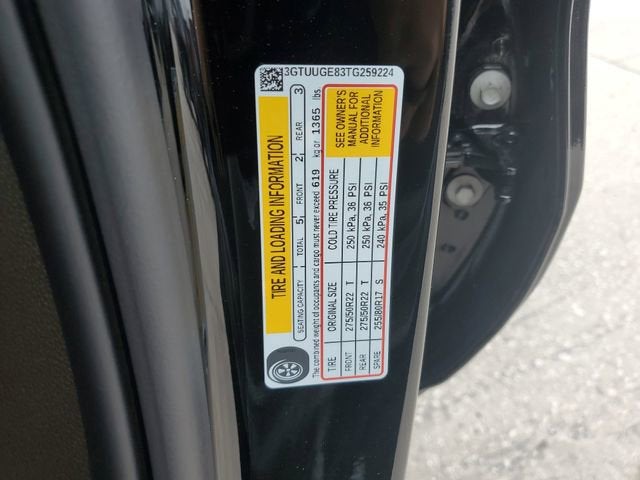 3GTUUGE83TG259224
TIRE AND LOADING INFORMATION
SEATING CAPACITY TOTAL 5 FRONT 2 REAR 3
The combined weight of occupants and cargo must never exceed 619 kg or 1365 lbs.
TIRE ORIGINAL SIZE COLD TIRE PRESSURE
FRONT 275/50R22 T 250 kPa, 36 PSI
REAR 275/50R22 T 250 kPa, 36 PSI
SPARE 255/80R17 S 240 kPa, 35 PSI
SEE OWNER'S
MANUAL FOR
ADDITIONAL
INFORMATION